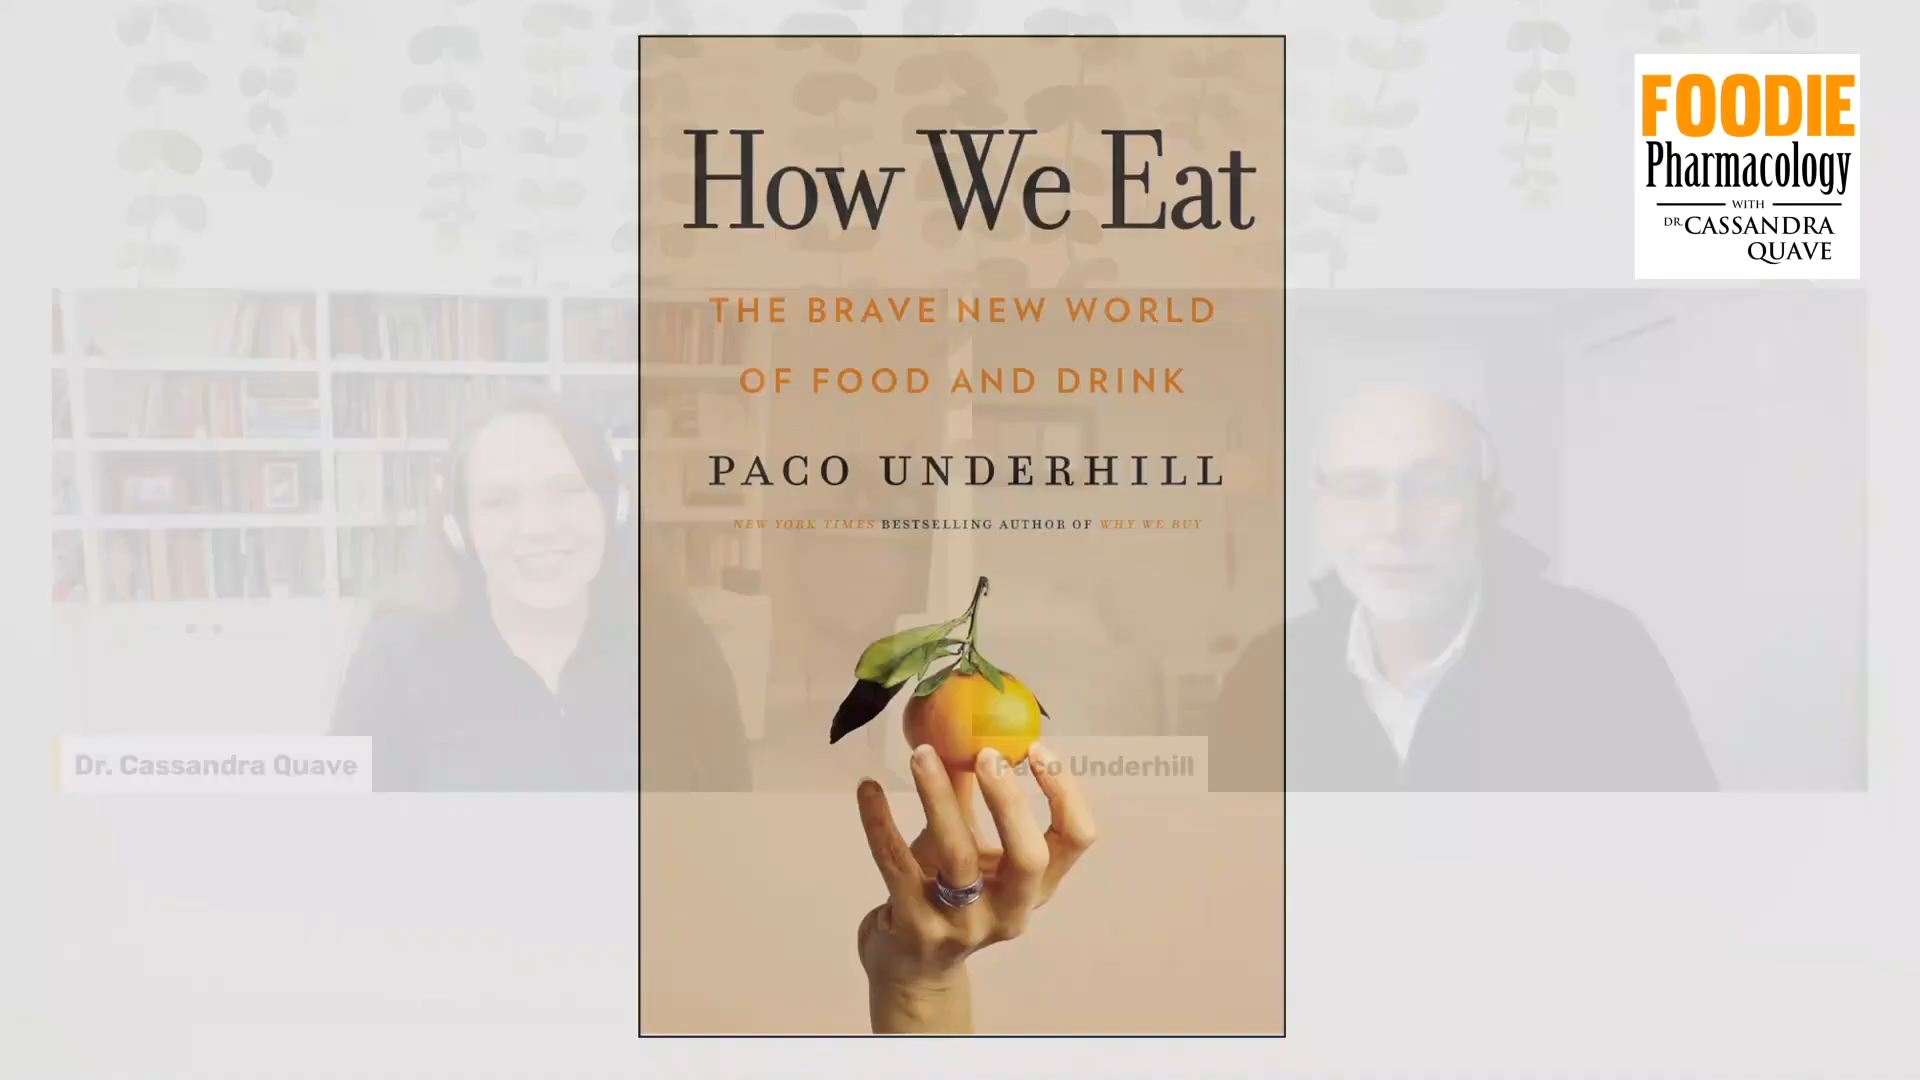 How We Eat
THE BRAVE NEW WORLD
OF FOOD AND DRINK
PACO UNDERHILL
NEW YORK TIMES BESTSELLING AUTHOR OF WHY WE BUY
FOODIE
Pharmacology
WITH
DR. CASSANDRA
QUAVE
Dr. Cassandra Quave
Paco Underhill